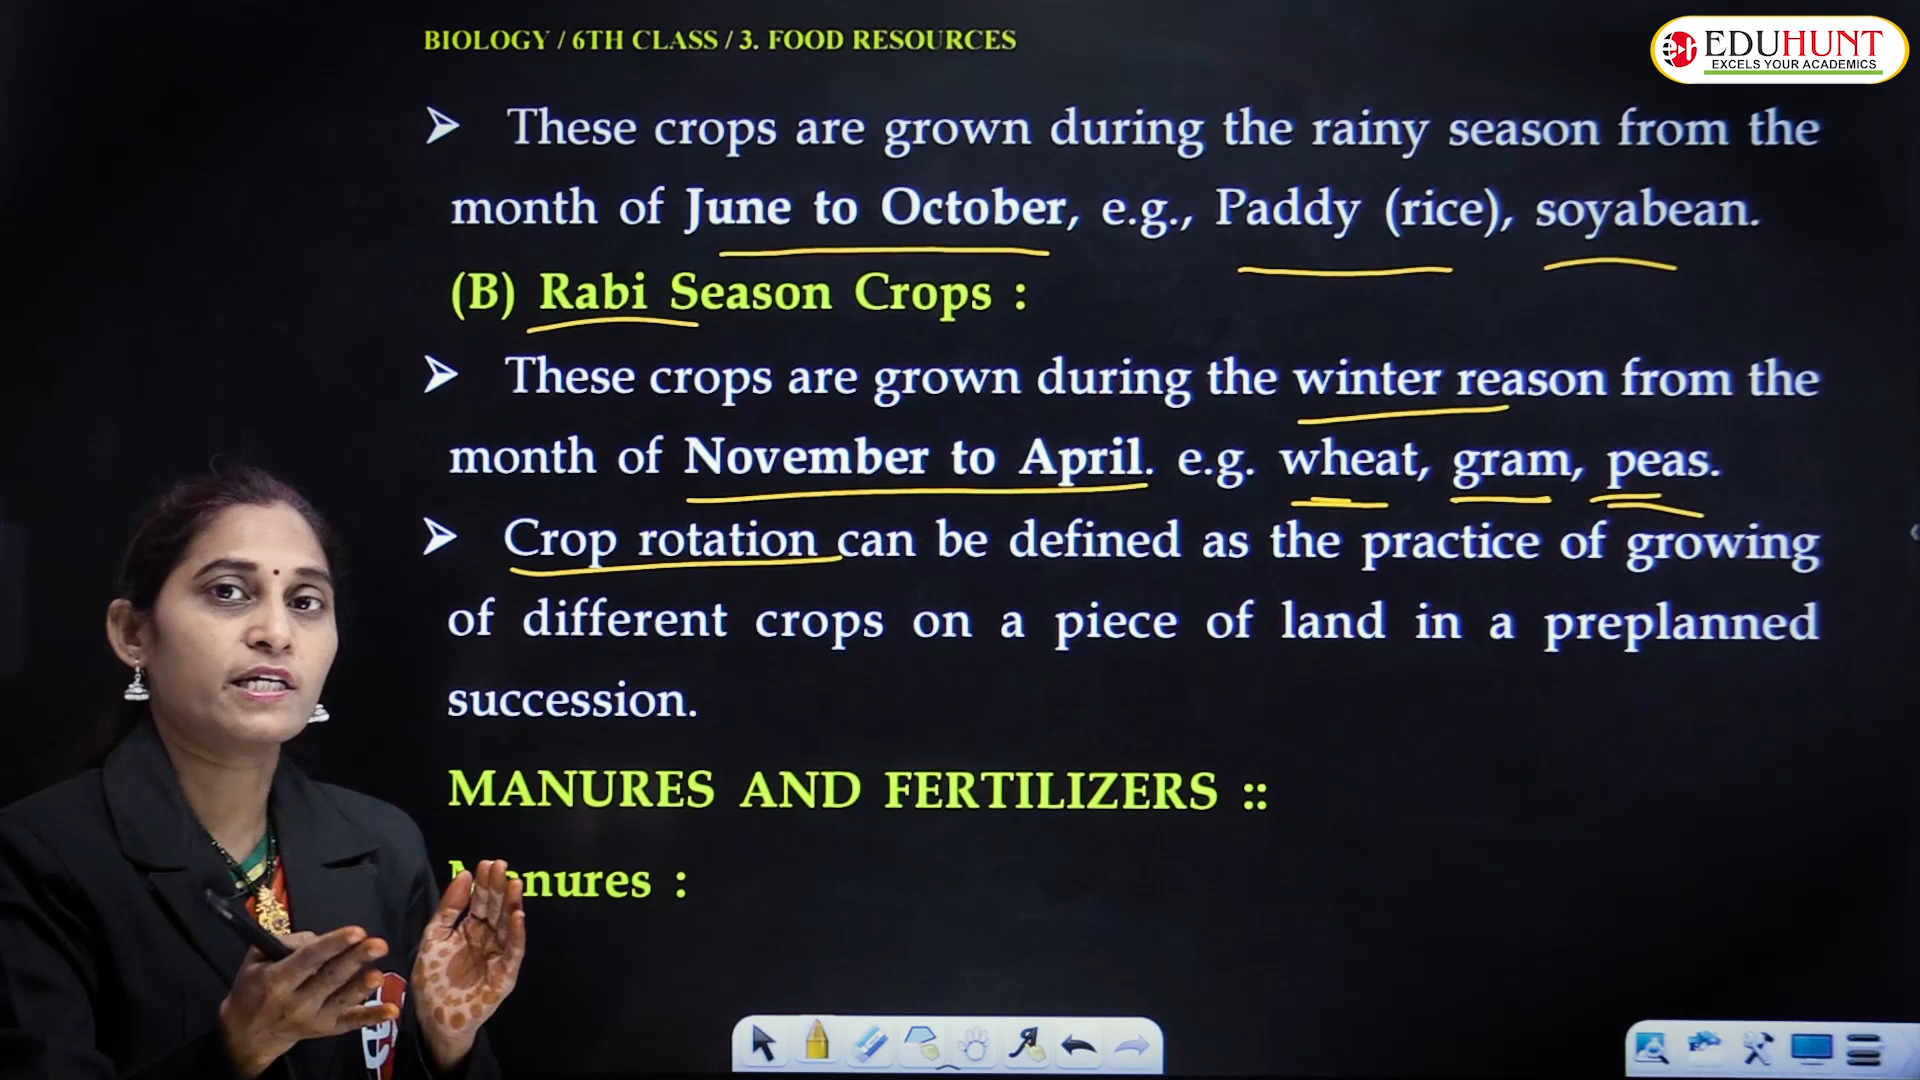 BIOLOGY / 6TH CLASS / 3. FOOD RESOURCES
EDUHUNT
EXCELS YOUR ACADEMICS
➢ These crops are grown during the rainy season from the
month of June to October, e.g., Paddy (rice), soyabean.
(B) Rabi Season Crops :
➢ These crops are grown during the winter reason from the
month of November to April. e.g. wheat, gram, peas.
➢ Crop rotation can be defined as the practice of growing
of different crops on a piece of land in a preplanned
succession.
MANURES AND FERTILIZERS ::
Manures :